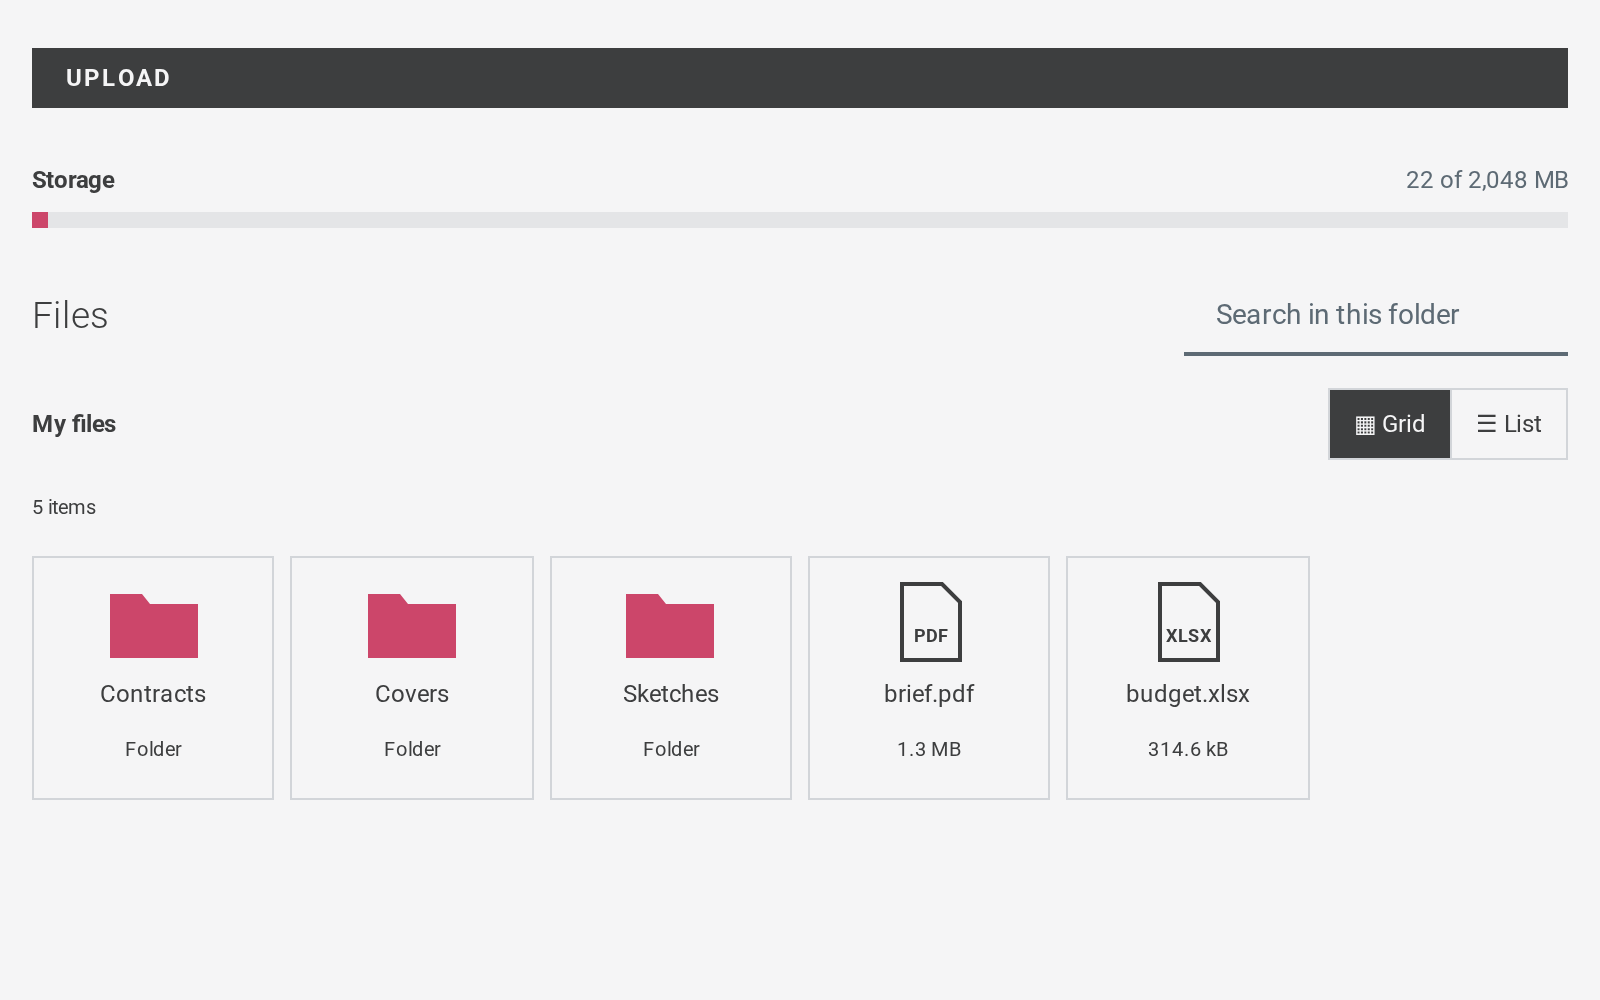 UPLOAD
Storage
22 of 2,048 MB
Files
Search in this folder
My files
▦ Grid
☰ List
5 items
Contracts
Folder
Covers
Folder
Sketches
Folder
PDF
brief.pdf
1.3 MB
XLSX
budget.xlsx
314.6 kB